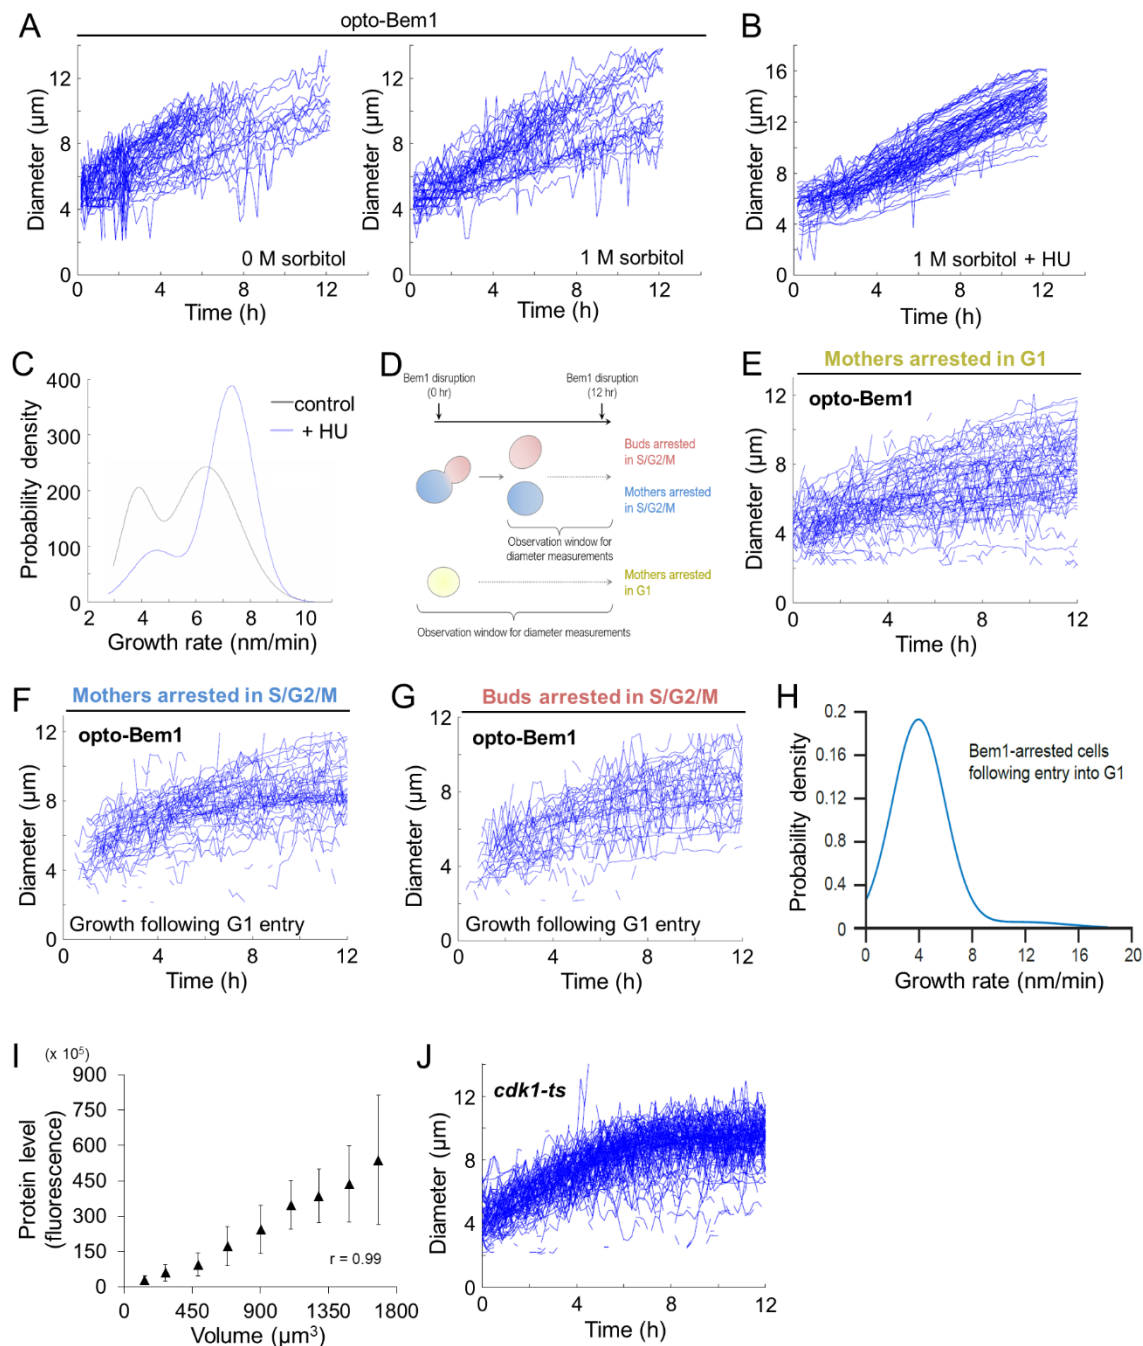 A
opto-Bem1
Diameter (µm)
12
8
4
0
0 M sorbitol
0 4 8 12
Time (h)
Diameter (µm)
12
8
4
0
1 M sorbitol
0 4 8 12
Time (h)
B
Diameter (µm)
16
12
8
4
0
1 M sorbitol + HU
0 4 8 12
Time (h)
C
Probability density
400
300
200
100
0
control
+ HU
2 4 6 8 10
Growth rate (nm/min)
D
Bem1 disruption
(0 hr)
Bem1 disruption
(12 hr)
Buds arrested
in S/G2/M
Mothers arrested
in S/G2/M
Observation window for
diameter measurements
Mothers arrested
in G1
Observation window for diameter measurements
E
Mothers arrested in G1
opto-Bem1
Diameter (µm)
12
8
4
0
0 4 8 12
Time (h)
F
Mothers arrested in S/G2/M
opto-Bem1
Diameter (µm)
12
8
4
0
Growth following G1 entry
0 4 8 12
Time (h)
G
Buds arrested in S/G2/M
opto-Bem1
Diameter (µm)
12
8
4
0
Growth following G1 entry
0 4 8 12
Time (h)
H
Probability density
0.2
0.16
0.12
0.8
0.4
0
Bem1-arrested cells
following entry into G1
0 4 8 12 16 20
Growth rate (nm/min)
I
(x 10⁵)
Protein level
(fluorescence)
900
750
600
450
300
150
0
r = 0.99
0 450 900 1350 1800
Volume (µm³)
J
cdk1-ts
Diameter (µm)
12
8
4
0
0 4 8 12
Time (h)